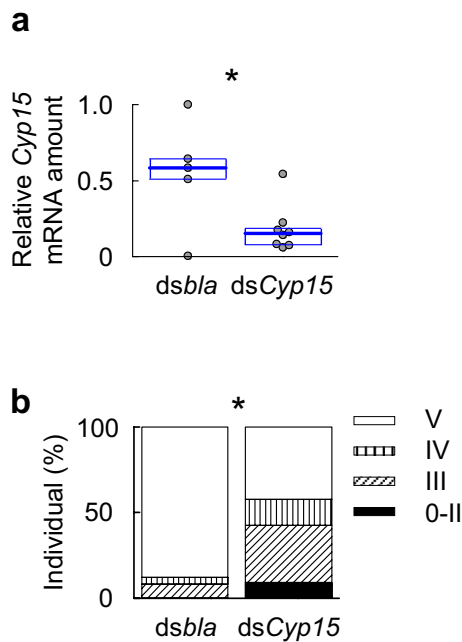 a
*
Relative Cyp15
mRNA amount
1.0
0.5
0
dsbla dsCyp15
b
*
Individual (%)
100
50
0
dsbla dsCyp15
V
IV
III
0-II